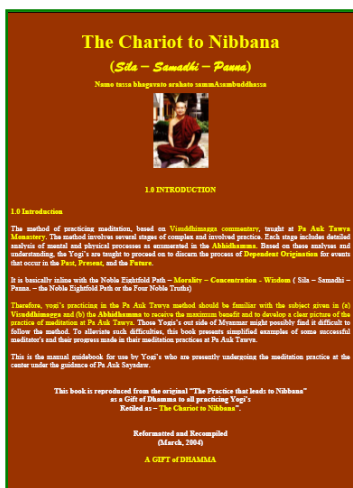 The Chariot to Nibbana
(Sila – Samadhi – Panna)
Namo tassa bhagavato arahato sammAsambuddhassa
1.0 INTRODUCTION
1.0 Introduction
The method of practicing meditation, based on Visuddhimagga commentary, taught at Pa Auk Tawya
Monastery. The method involves several stages of complex and involved practice. Each stage includes detailed
analysis of mental and physical processes as enumerated in the Abhidhamma. Based on these analyses and
understanding, the Yogi's are taught to proceed on to discern the process of Dependent Origination for events
that occur in the Past, Present, and the Future.
It is basically inline with the Noble Eightfold Path – Morality – Concentration - Wisdom ( Sila – Samadhi –
Panna. – the Noble Eightfold Path or the Four Noble Truths)
Therefore, yogi's practicing in the Pa Auk Tawya method should be familiar with the subject given in (a)
Visuddhimagga and (b) the Abhidhamma to receive the maximum benefit and to develop a clear picture of the
practice of meditation at Pa Auk Tawya. Those Yogi's out side of Myanmar might possibly find it difficult to
follow the method. To alleviate such difficulties, this book presents simplified examples of some successful
meditator's and their progress made in their meditation practices at Pa Auk Tawya.
This is the manual guidebook for use by Yogi's who are presently undergoing the meditation practice at the
center under the guidance of Pa Auk Sayadaw.
This book is reproduced from the original "The Practice that leads to Nibbana"
as a Gift of Dhamma to all practicing Yogi's
Retiled as – The Chariot to Nibbana".
Reformatted and Recompiled
(March, 2004)
A GIFT of DHAMMA